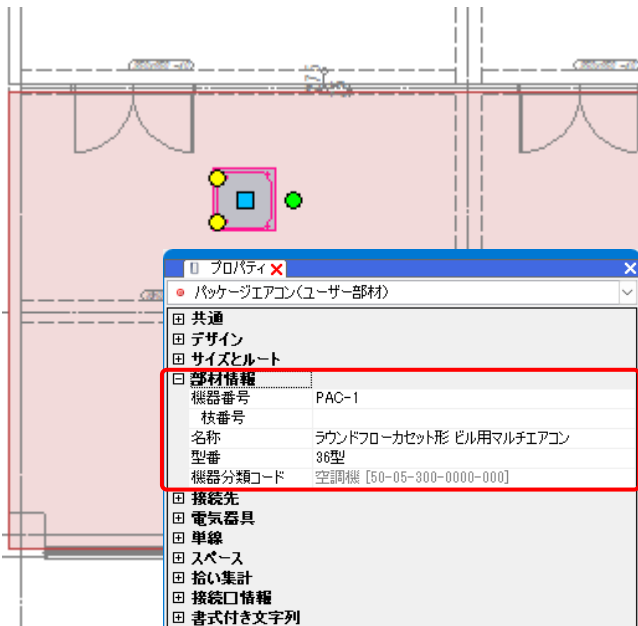 プロパティ
パッケージエアコン(ユーザー部材)
共通
デザイン
サイズとルート
部材情報
機器番号 PAC-1
枝番号
名称 ラウンドフローカセット形 ビル用マルチエアコン
型番 36型
機器分類コード 空調機 [50-05-300-0000-000]
接続先
電気器具
単線
スペース
拾い集計
接続口情報
書式付き文字列